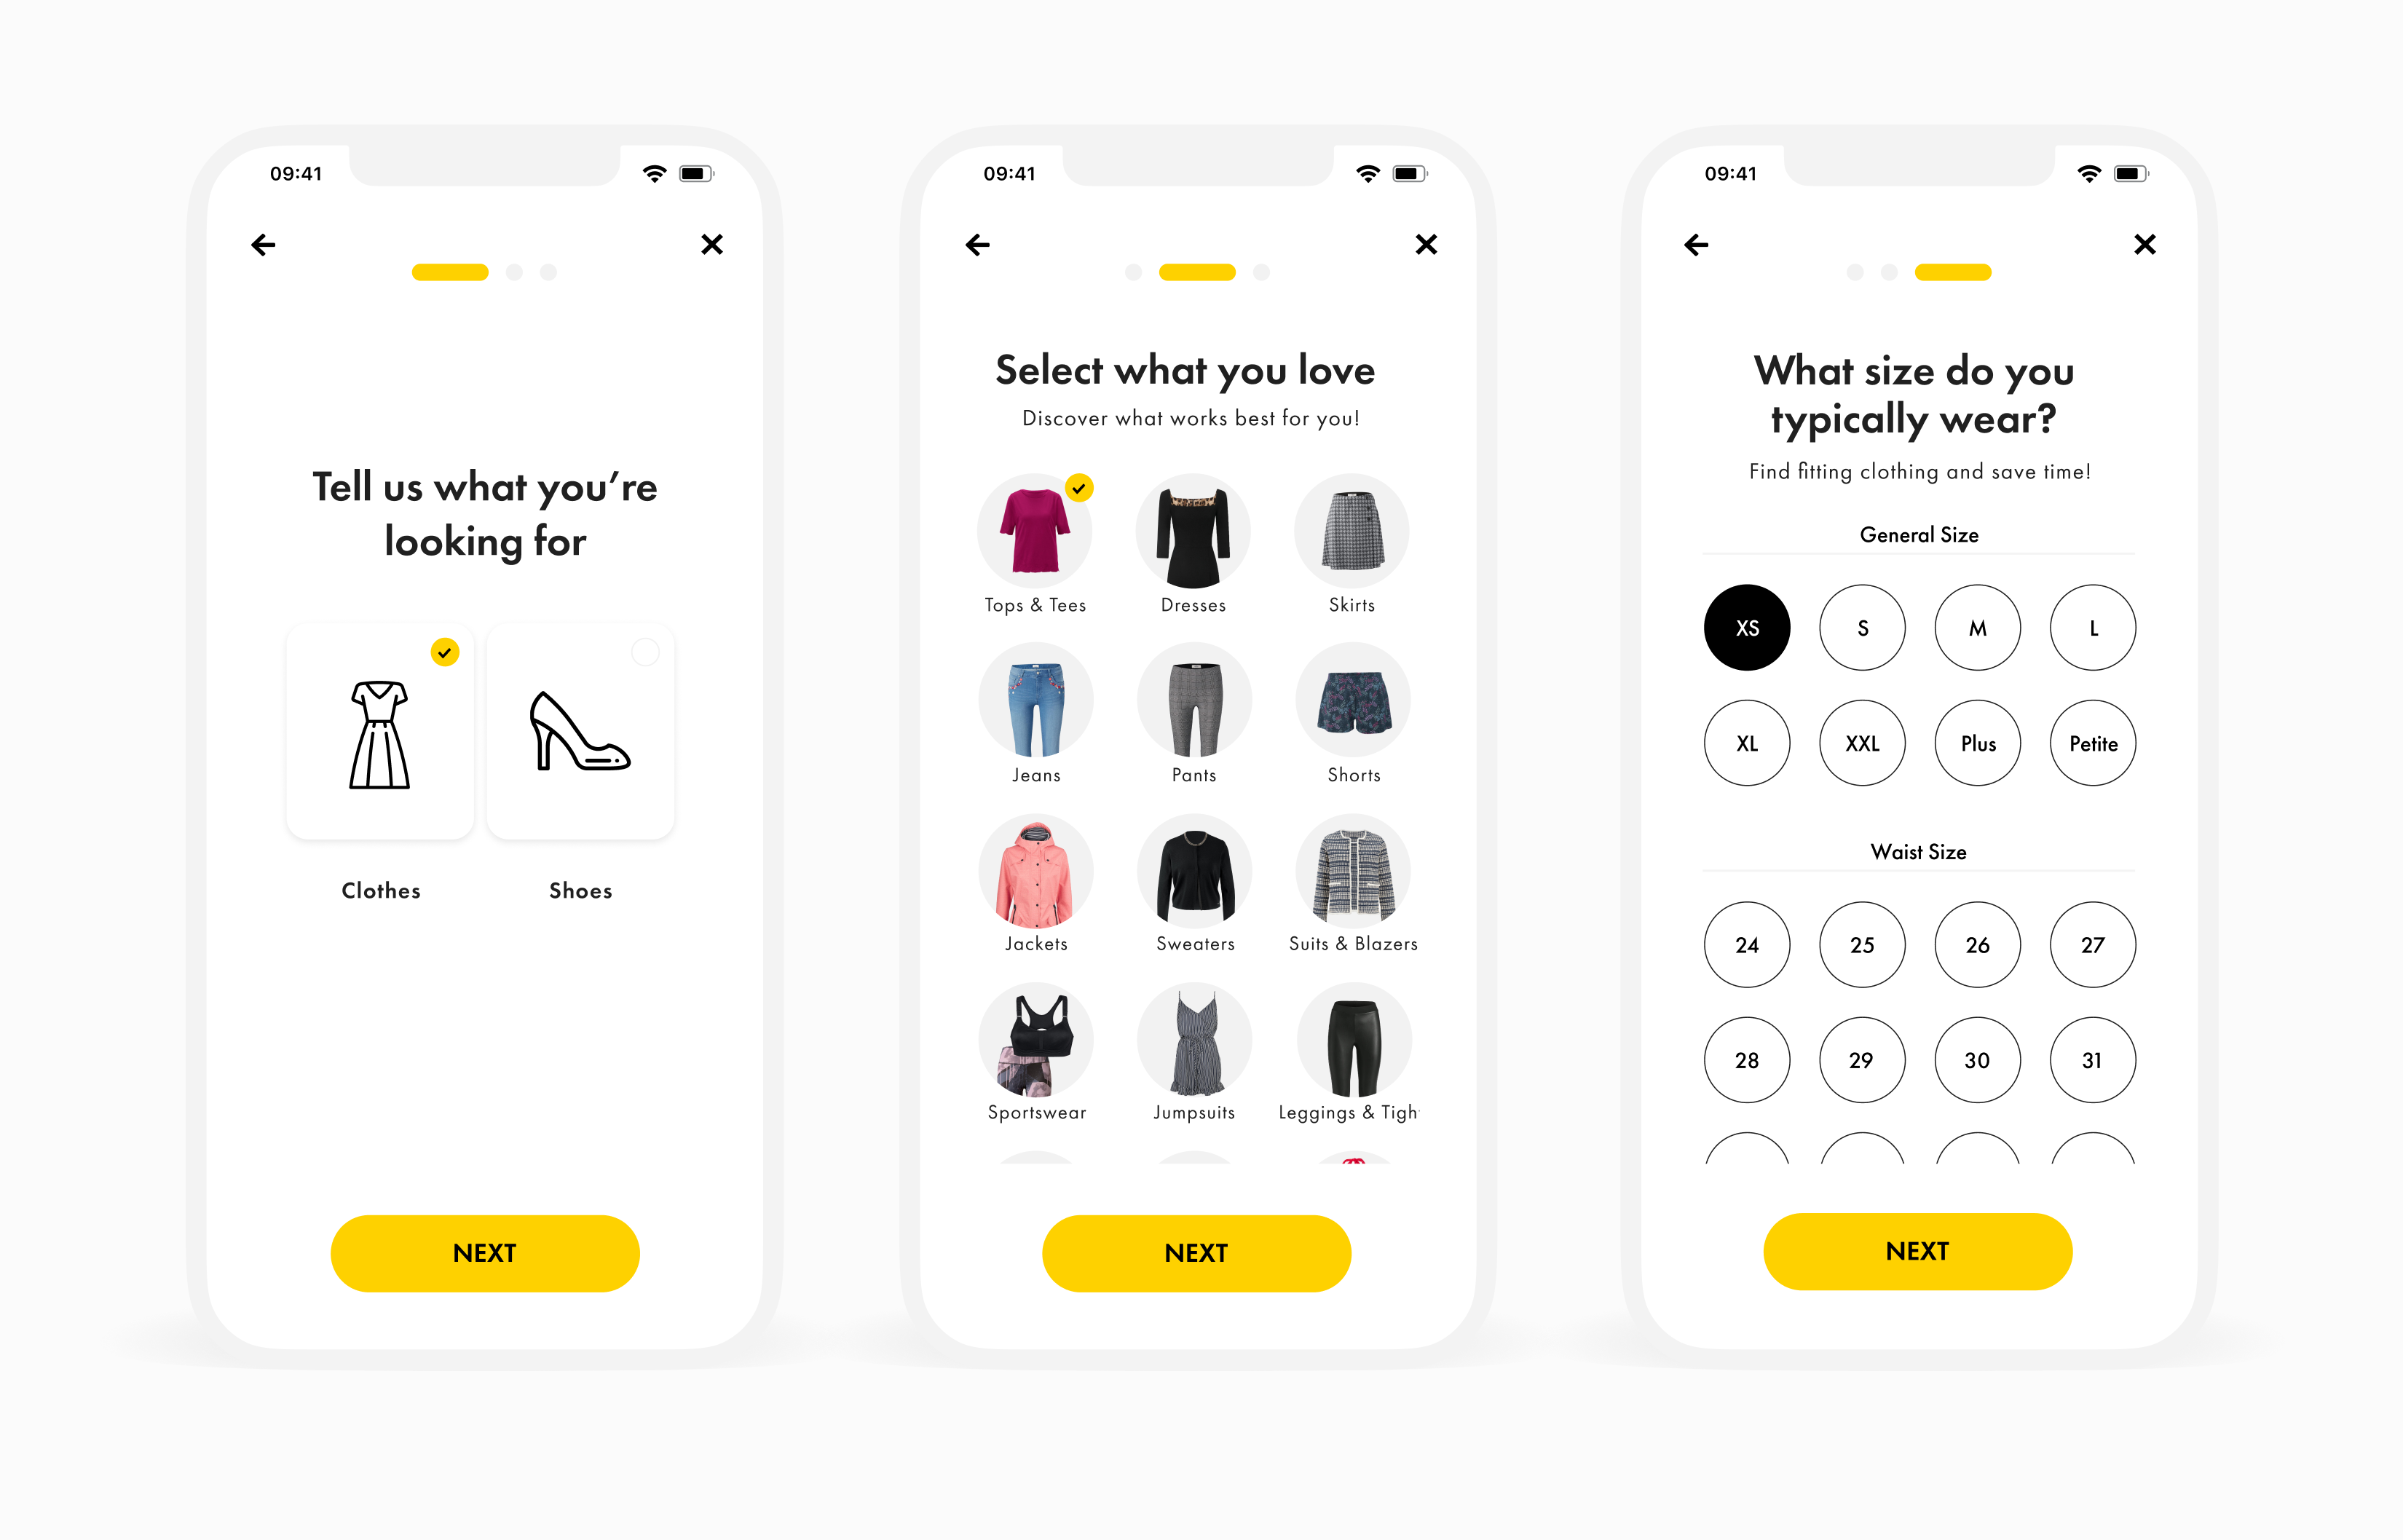 09:41
Tell us what you’re
looking for
Clothes
Shoes
NEXT
09:41
Select what you love
Discover what works best for you!
Tops & Tees
Dresses
Skirts
Jeans
Pants
Shorts
Jackets
Sweaters
Suits & Blazers
Sportswear
Jumpsuits
Leggings & Tigh
NEXT
09:41
What size do you
typically wear?
Find fitting clothing and save time!
General Size
XS
S
M
L
XL
XXL
Plus
Petite
Waist Size
24
25
26
27
28
29
30
31
NEXT